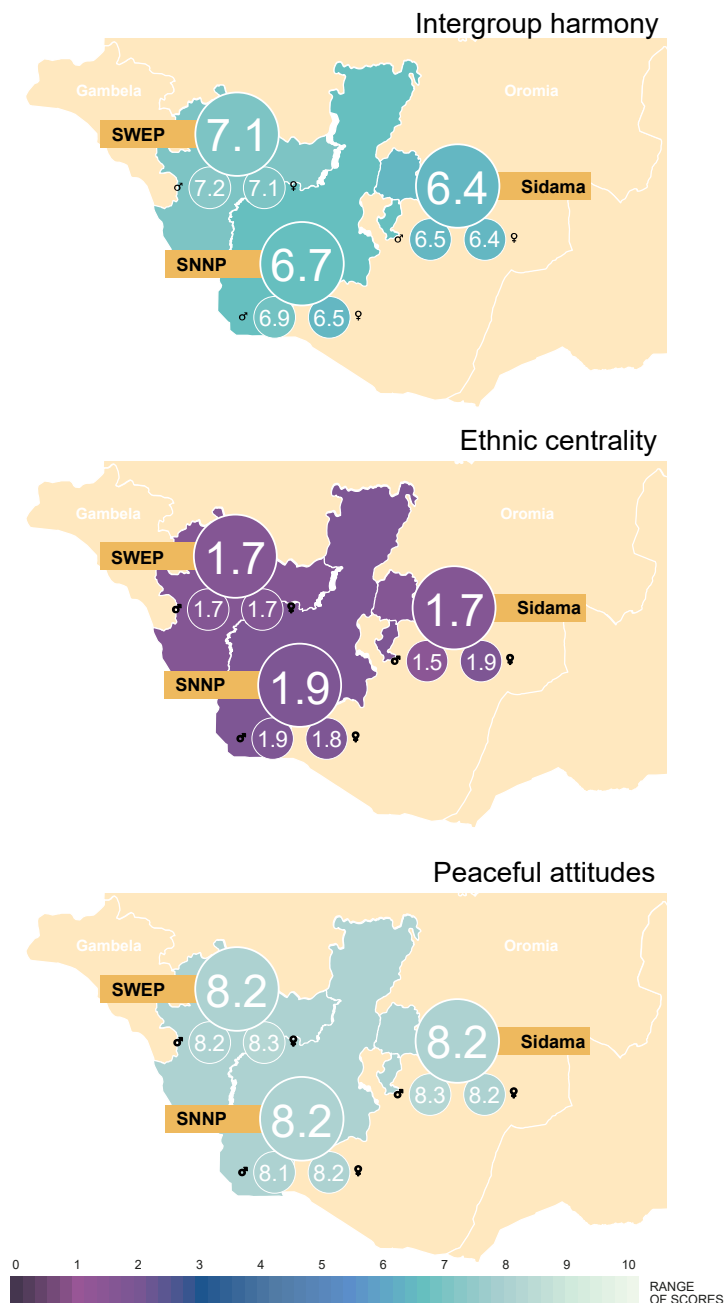 Intergroup harmony
Gambela
Oromia
SWEP
7.1
♂ 7.2 7.1 ♀
Sidama
6.4
♂ 6.5 6.4 ♀
SNNP
6.7
♂ 6.9 6.5 ♀
Ethnic centrality
Gambela
Oromia
SWEP
1.7
♂ 1.7 1.7 ♀
1.7
Sidama
♂ 1.5 1.9 ♀
SNNP
1.9
♂ 1.9 1.8 ♀
Peaceful attitudes
Gambela
Oromia
SWEP
8.2
♂ 8.2 8.3 ♀
8.2
Sidama
♂ 8.3 8.2 ♀
SNNP
8.2
♂ 8.1 8.2 ♀
0 1 2 3 4 5 6 7 8 9 10
RANGE
OF SCORES